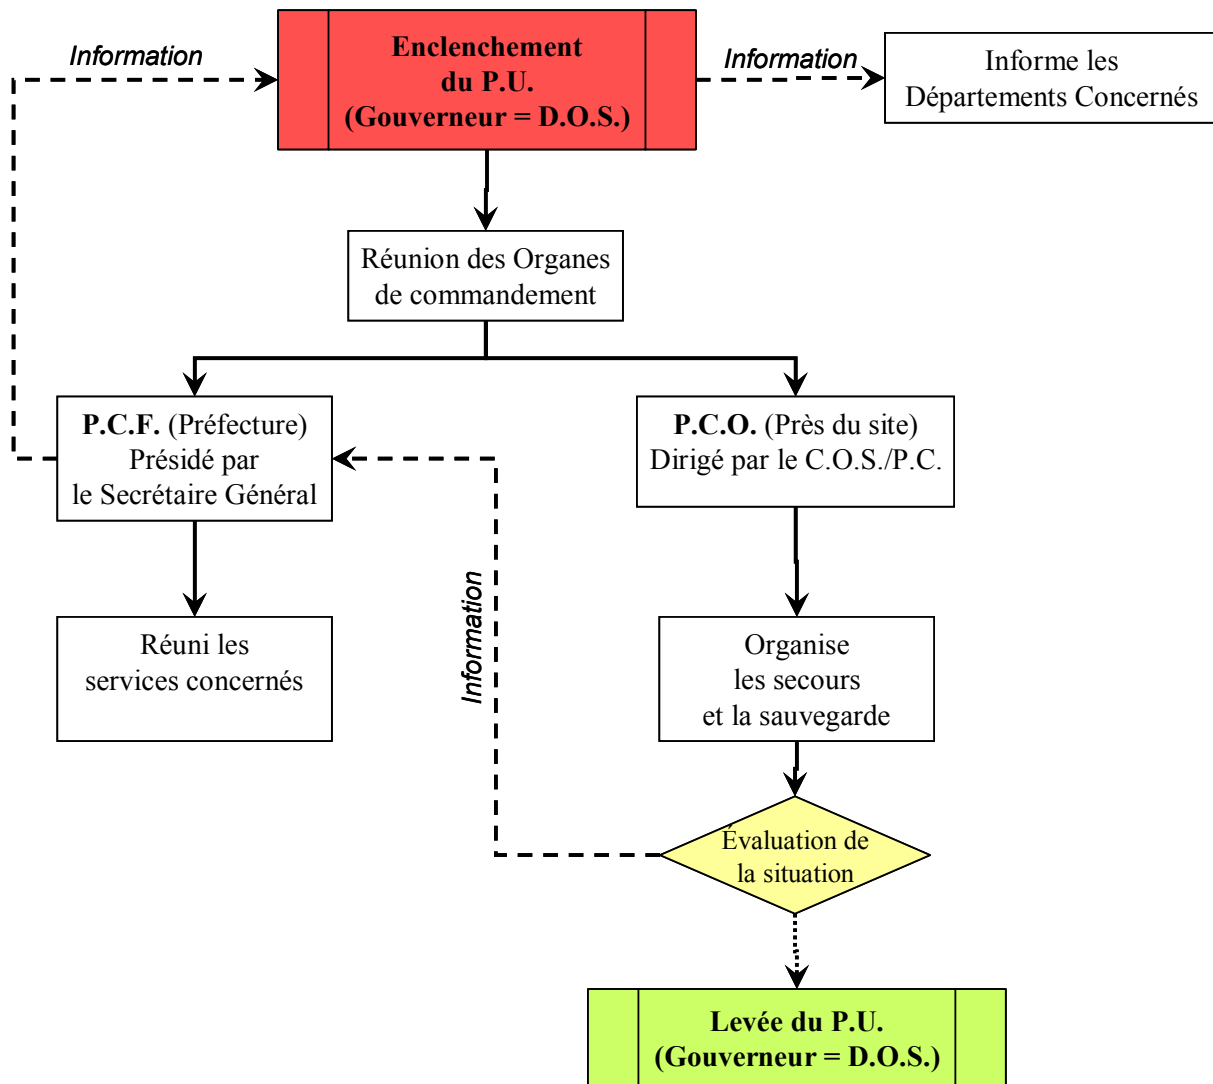 Information
Enclenchement
du P.U.
(Gouverneur = D.O.S.)
Information
Informe les
Départements Concernés
Réunion des Organes
de commandement
P.C.F. (Préfecture)
Présidé par
le Secrétaire Général
P.C.O. (Près du site)
Dirigé par le C.O.S./P.C.
Information
Réuni les
services concernés
Organise
les secours
et la sauvegarde
Évaluation de
la situation
Levée du P.U.
(Gouverneur = D.O.S.)